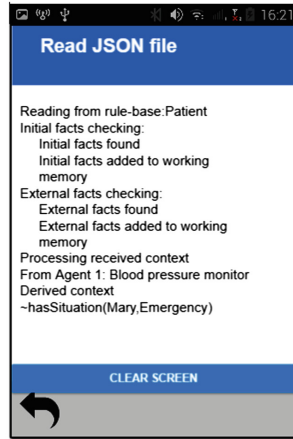 16:21
Read JSON file
Reading from rule-base:Patient
Initial facts checking:
Initial facts found
Initial facts added to working
memory
External facts checking:
External facts found
External facts added to working
memory
Processing received context
From Agent 1: Blood pressure monitor
Derived context
~hasSituation(Mary,Emergency)
CLEAR SCREEN